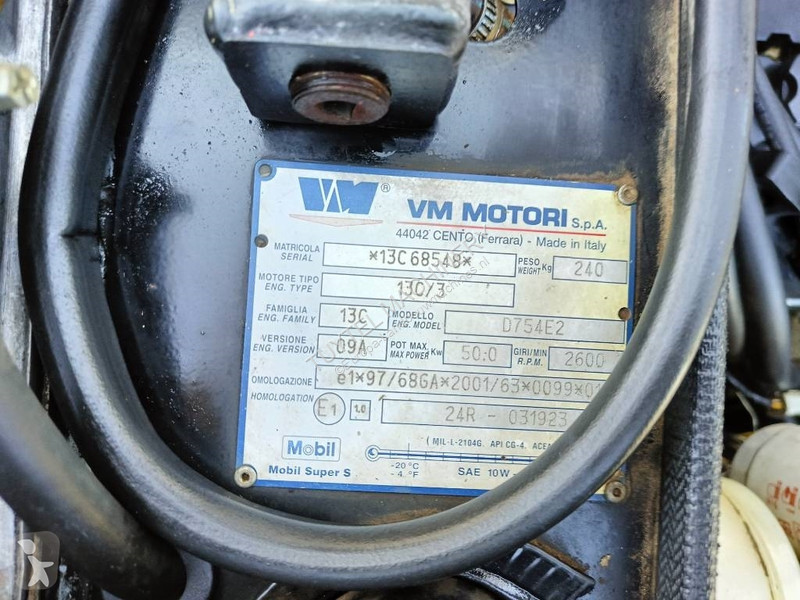 VM ® VM MOTORI S.p.A.
44042 CENTO (Ferrara) - Made in Italy
MATRICOLA SERIAL *13C68548* PESO WEIGHT Kg 240
MOTORE TIPO ENG. TYPE 13C/3
FAMIGLIA ENG. FAMILY 13C MODELLO ENG. MODEL D754E2
VERSIONE ENG. VERSION 09A POT MAX. MAX POWER Kw 50.0 GIRI/MIN R.P.M. 2600
OMOLOGAZIONE HOMOLOGATION e1*97/68GA*2001/63*0099*01
E1 1.0 24R - 031923
(MIL-L-2104G. API CG-4.
Mobil
Mobil Super S -20 °C -4 °F SAE 10W -